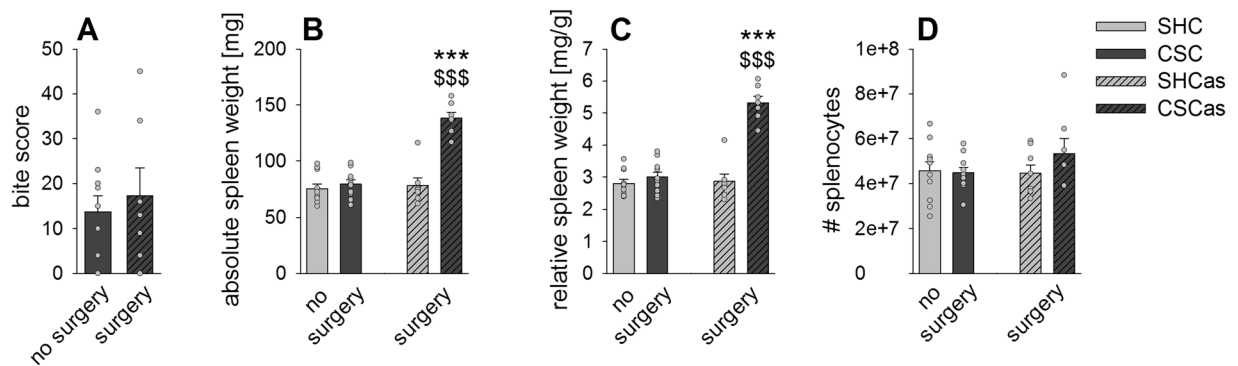 A
bite score
50
40
30
20
10
0
no surgery
surgery
B
absolute spleen weight [mg]
200
150
100
50
0
***
$$$
no
surgery
surgery
C
relative spleen weight [mg/g]
7
6
5
4
3
2
1
0
***
$$$
no
surgery
surgery
D
# splenocytes
1e+8
8e+7
6e+7
4e+7
2e+7
0
no
surgery
surgery
SHC
CSC
SHCas
CSCas